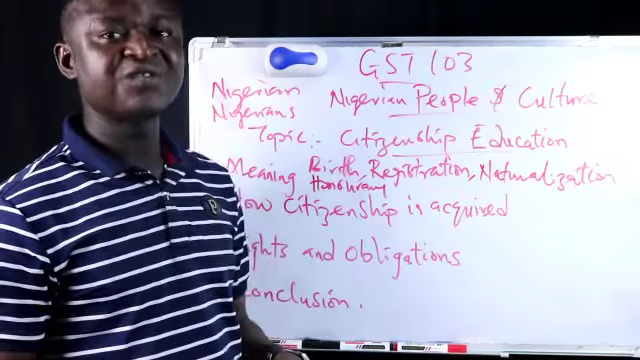 GST 103
Nigerian
Nigerian People & Culture
Nigerians
Topic:- Citizenship Education
Meaning Birth, Registration, Naturalization
Honourary
How Citizenship is acquired
Rights and Obligations
Conclusion.